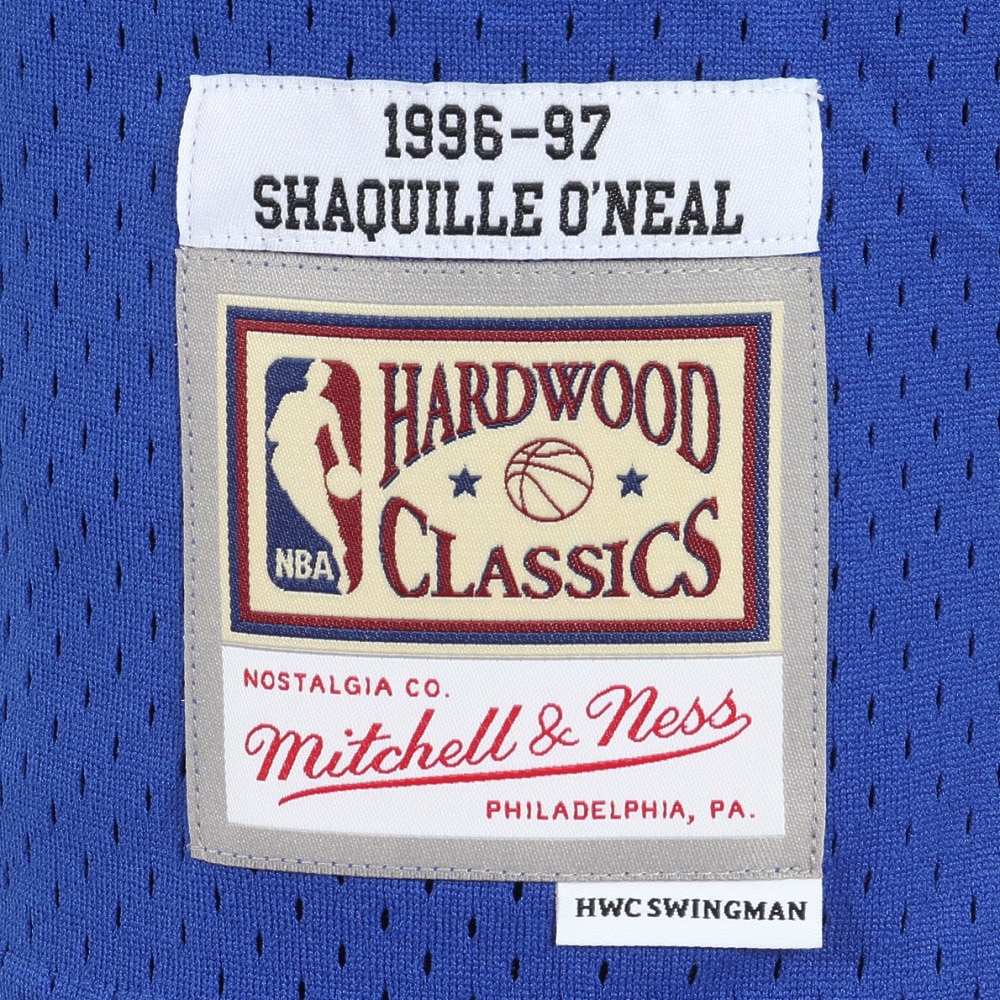 1996-97
SHAQUILLE O'NEAL
HARDWOOD
CLASSICS
NBA
NOSTALGIA CO.
Mitchell & Ness
PHILADELPHIA, PA.
HWC SWINGMAN